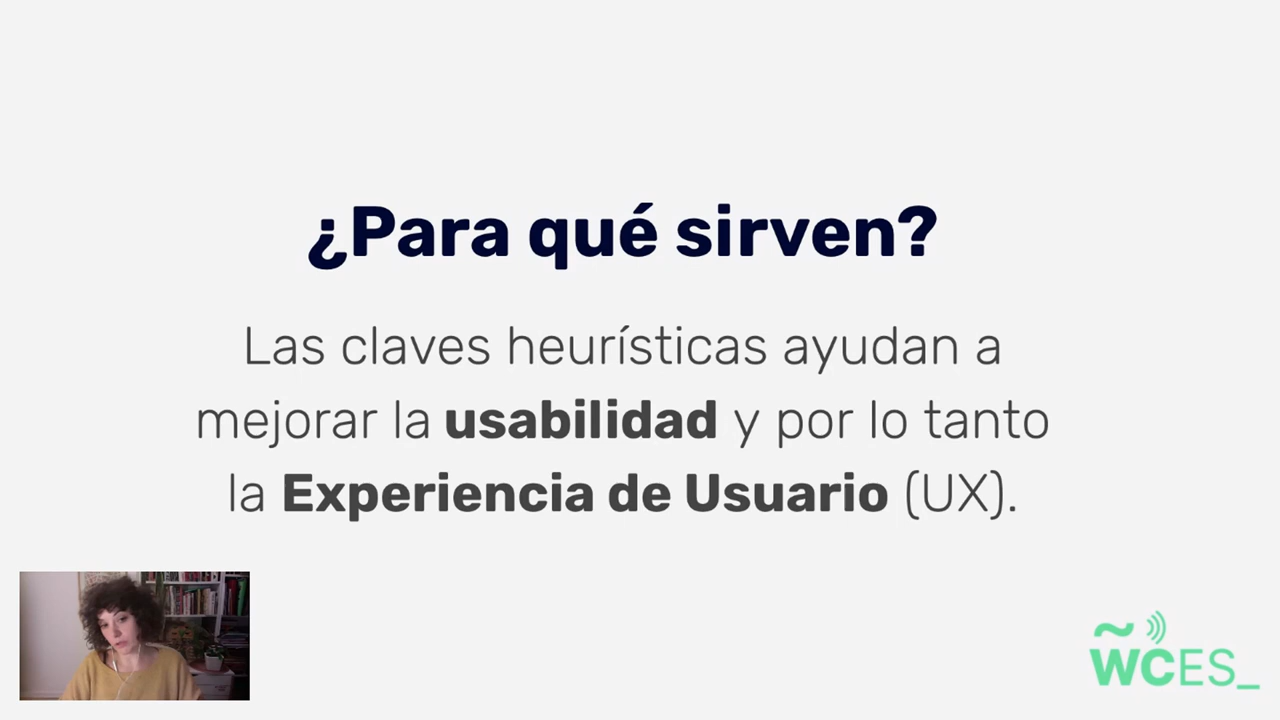 ¿Para qué sirven?
Las claves heurísticas ayudan a
mejorar la usabilidad y por lo tanto
la Experiencia de Usuario (UX).
WCES_